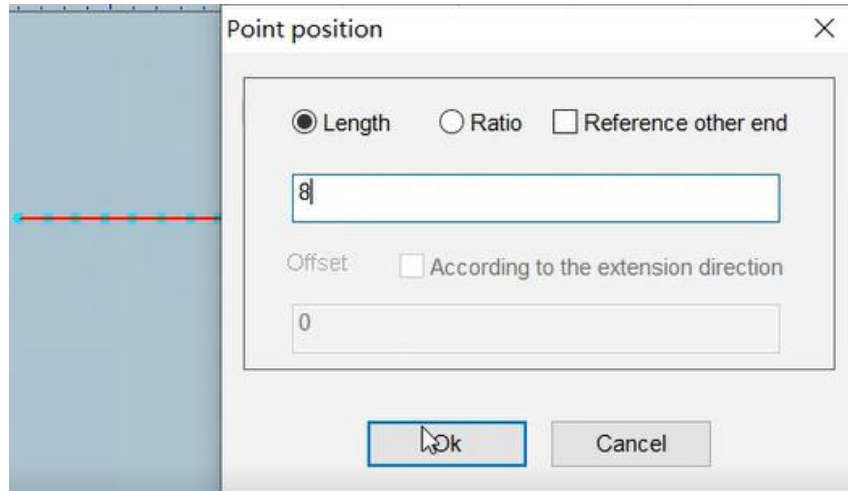 Point position
Length Ratio Reference other end
8
Offset According to the extension direction
0
Ok Cancel